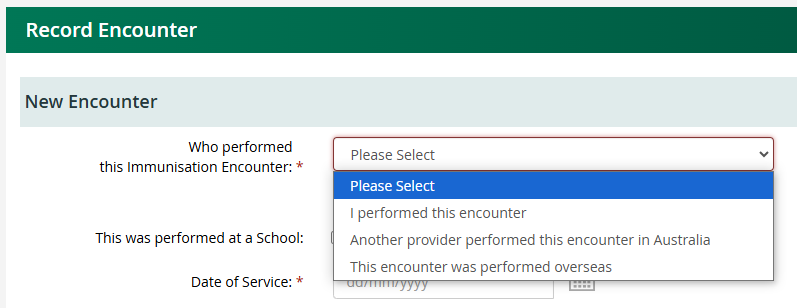 Record Encounter
New Encounter
Who performed
this Immunisation Encounter: *
Please Select
Please Select
I performed this encounter
Another provider performed this encounter in Australia
This encounter was performed overseas
This was performed at a School:
Date of Service: *
dd/mm/yyyy